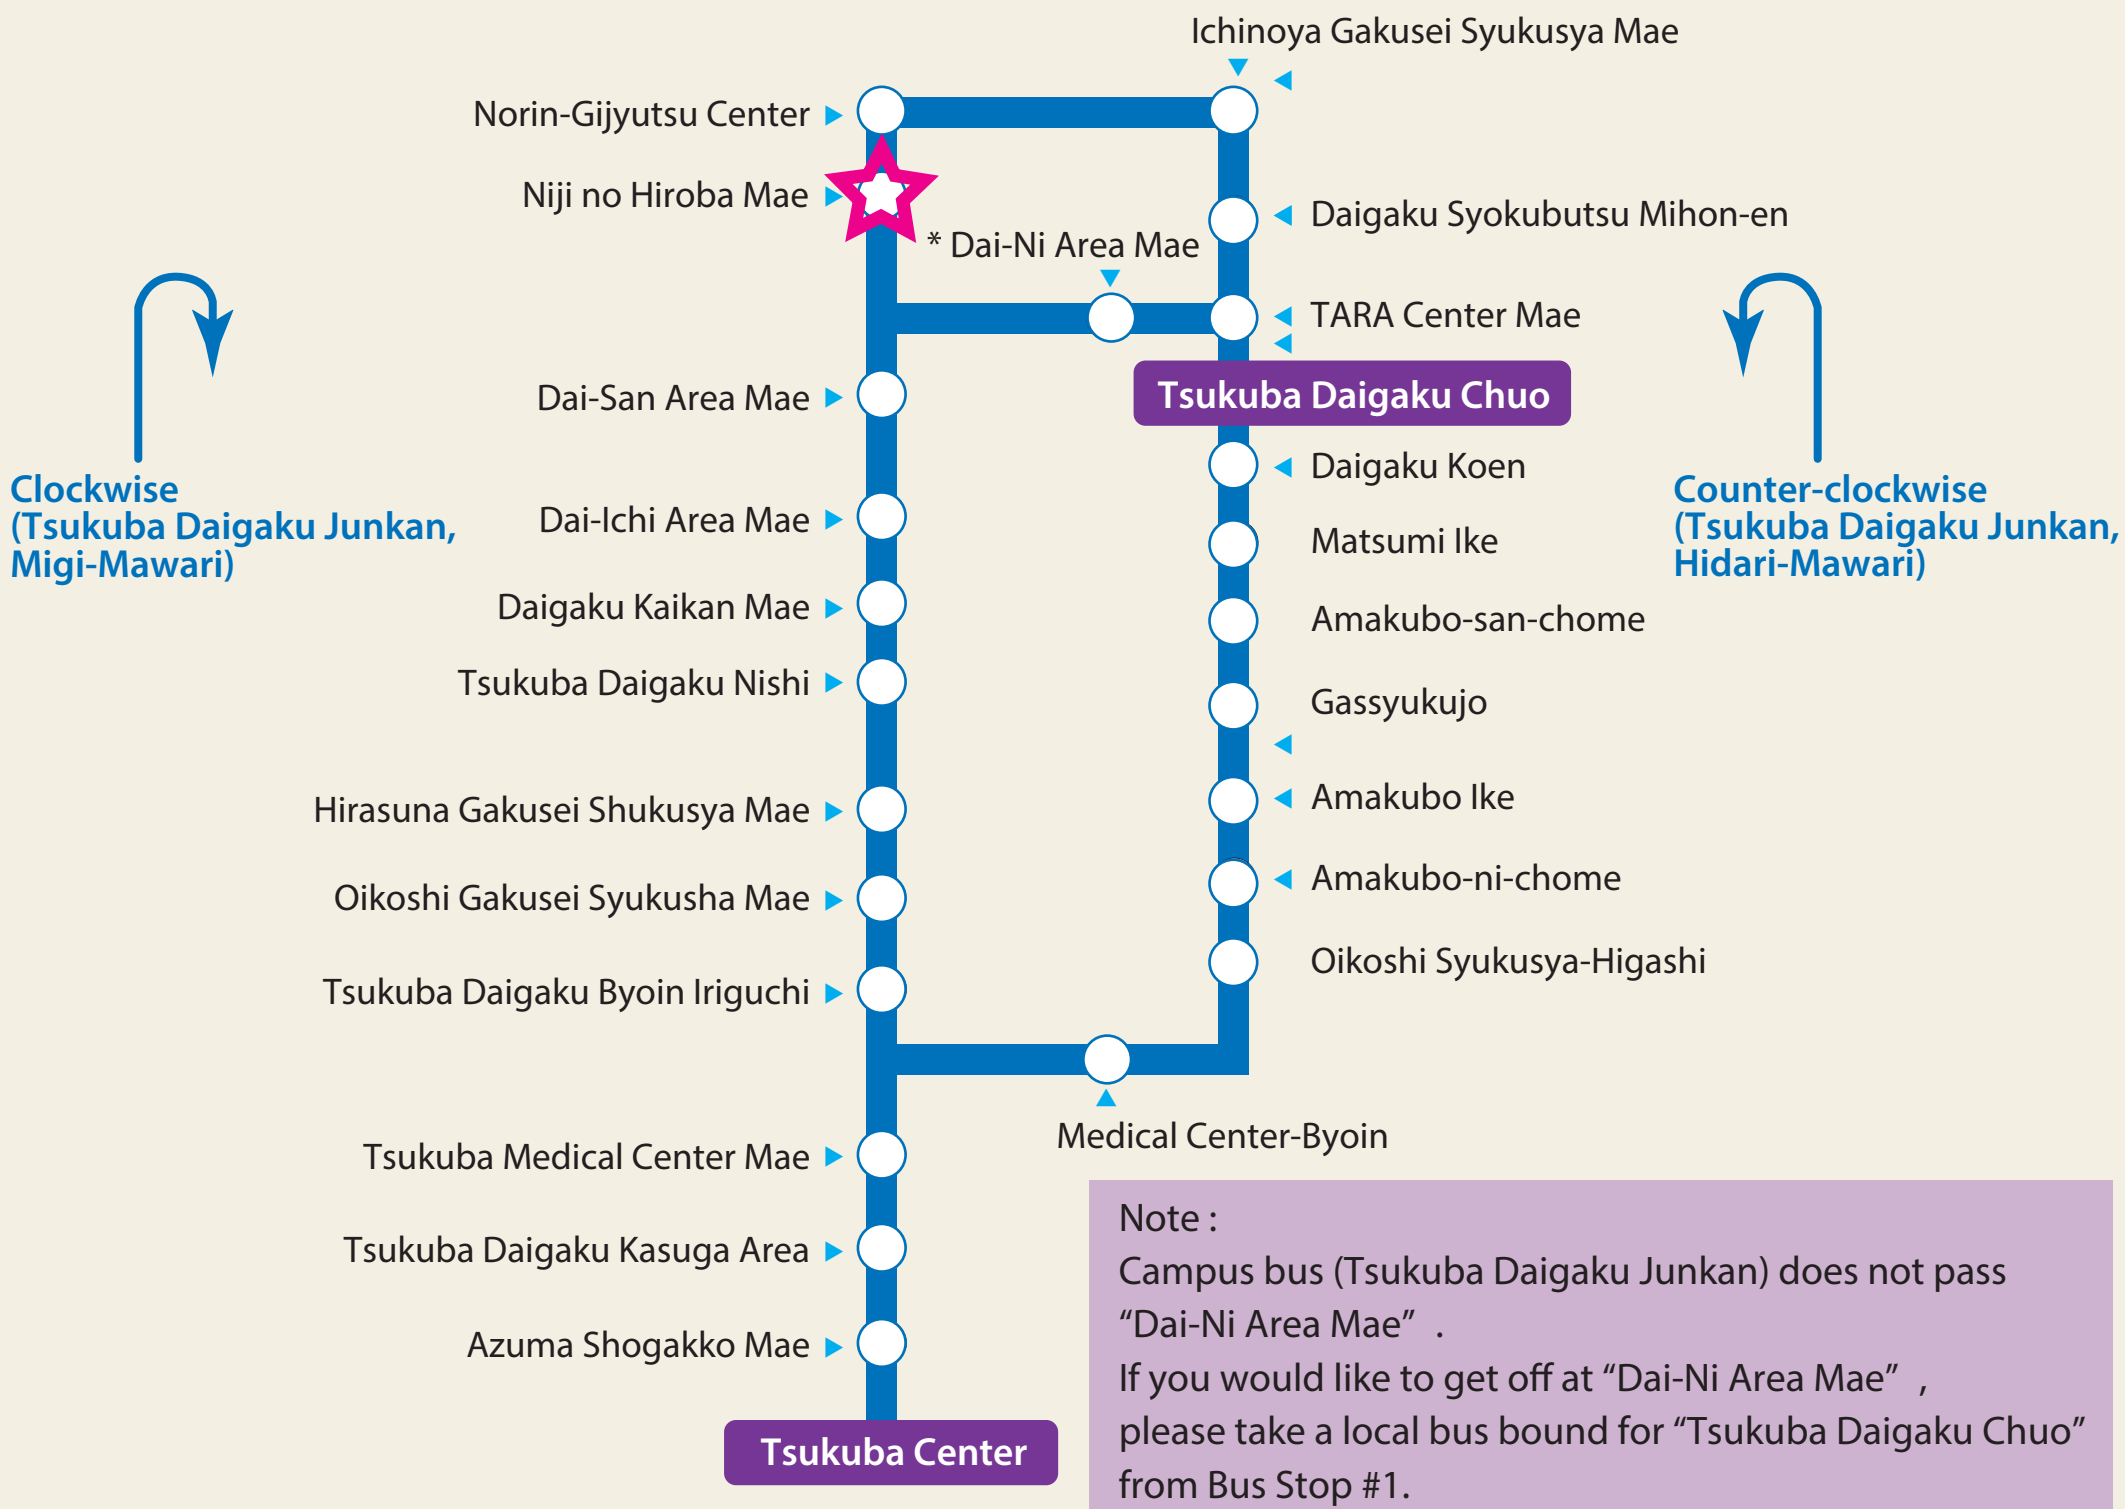 Ichinoya Gakusei Syukusya Mae
Norin-Gijyutsu Center
Niji no Hiroba Mae
* Dai-Ni Area Mae
Daigaku Syokubutsu Mihon-en
TARA Center Mae
Dai-San Area Mae
Tsukuba Daigaku Chuo
Clockwise
(Tsukuba Daigaku Junkan,
Migi-Mawari)
Dai-Ichi Area Mae
Daigaku Kaikan Mae
Tsukuba Daigaku Nishi
Hirasuna Gakusei Shukusya Mae
Oikoshi Gakusei Syukusha Mae
Tsukuba Daigaku Byoin Iriguchi
Daigaku Koen
Matsumi Ike
Amakubo-san-chome
Gassyukujo
Amakubo Ike
Amakubo-ni-chome
Oikoshi Syukusya-Higashi
Counter-clockwise
(Tsukuba Daigaku Junkan,
Hidari-Mawari)
Medical Center-Byoin
Tsukuba Medical Center Mae
Tsukuba Daigaku Kasuga Area
Azuma Shogakko Mae
Tsukuba Center
Note :
Campus bus (Tsukuba Daigaku Junkan) does not pass
“Dai-Ni Area Mae” .
If you would like to get off at “Dai-Ni Area Mae” ,
please take a local bus bound for “Tsukuba Daigaku Chuo”
from Bus Stop #1.